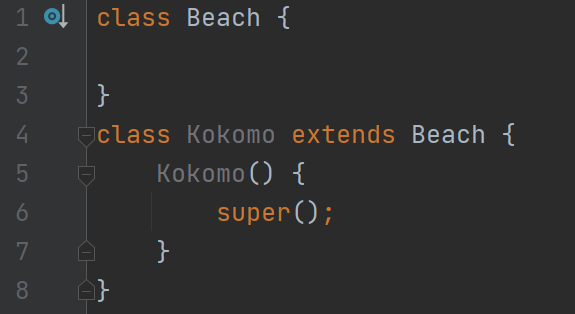 1 class Beach {
2
3 }
4 class Kokomo extends Beach {
5     Kokomo() {
6         super();
7     }
8 }